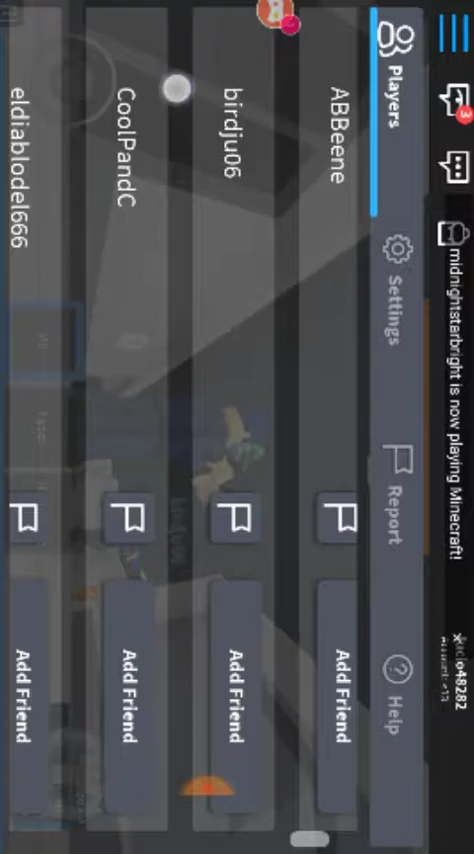 midnightstarbright is now playing Minecraft!
3
Players
Settings
Report
Help
ABBeene
Add Friend
birdju06
Add Friend
CoolPandC
Add Friend
eldiablodel666
Add Friend